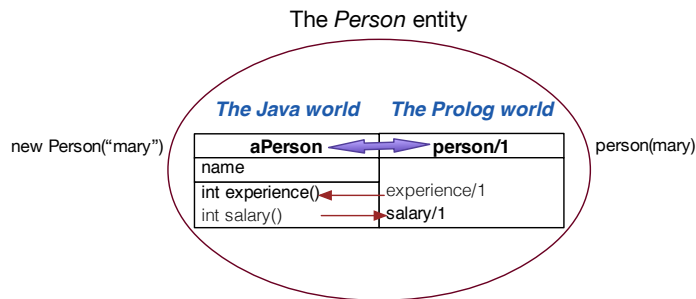 The Person entity
The Java world The Prolog world
new Person(“mary”) aPerson person/1 person(mary)
name
int experience() experience/1
int salary() salary/1